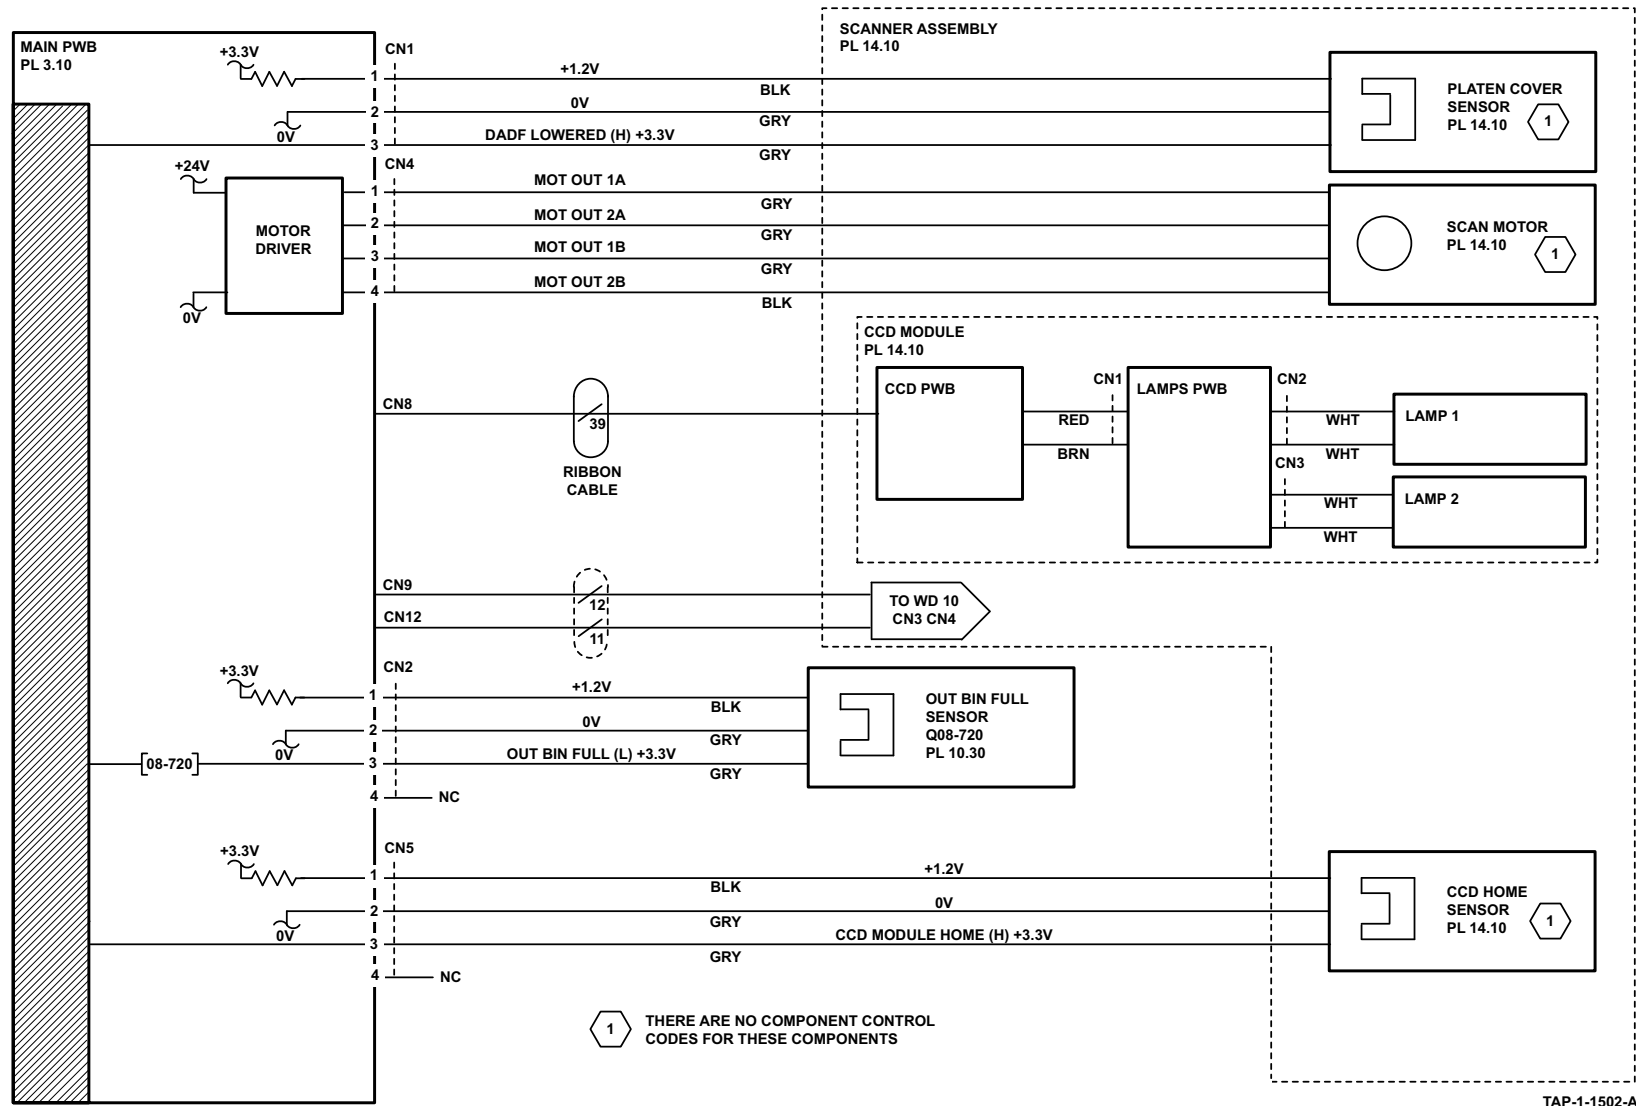 SCANNER ASSEMBLY
PL 14.10
MAIN PWB
PL 3.10
+3.3V
CN1
1
+1.2V
BLK
2
0V
0V
GRY
3
DADF LOWERED (H) +3.3V
GRY
PLATEN COVER
SENSOR
PL 14.10
1
+24V
CN4
MOTOR
DRIVER
0V
1
MOT OUT 1A
GRY
2
MOT OUT 2A
GRY
3
MOT OUT 1B
GRY
4
MOT OUT 2B
BLK
SCAN MOTOR
PL 14.10
1
CCD MODULE
PL 14.10
CN8
39
RIBBON
CABLE
CCD PWB
RED
BRN
CN1
LAMPS PWB
CN2
WHT
WHT
LAMP 1
CN3
WHT
WHT
LAMP 2
CN9
12
CN12
11
TO WD 10
CN3 CN4
CN2
+3.3V
1
+1.2V
BLK
2
0V
0V
GRY
08-720
3
OUT BIN FULL (L) +3.3V
GRY
4
NC
OUT BIN FULL
SENSOR
Q08-720
PL 10.30
CN5
+3.3V
1
+1.2V
BLK
2
0V
0V
GRY
3
CCD MODULE HOME (H) +3.3V
GRY
4
NC
CCD HOME
SENSOR
PL 14.10
1
1
THERE ARE NO COMPONENT CONTROL
CODES FOR THESE COMPONENTS
TAP-1-1502-A